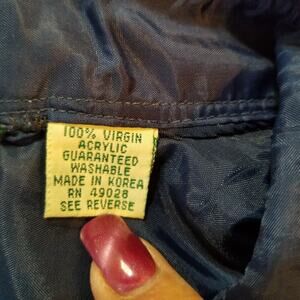 100% VIRGIN
ACRYLIC
GUARANTEED
WASHABLE
MADE IN KOREA
RN 49028
SEE REVERSE